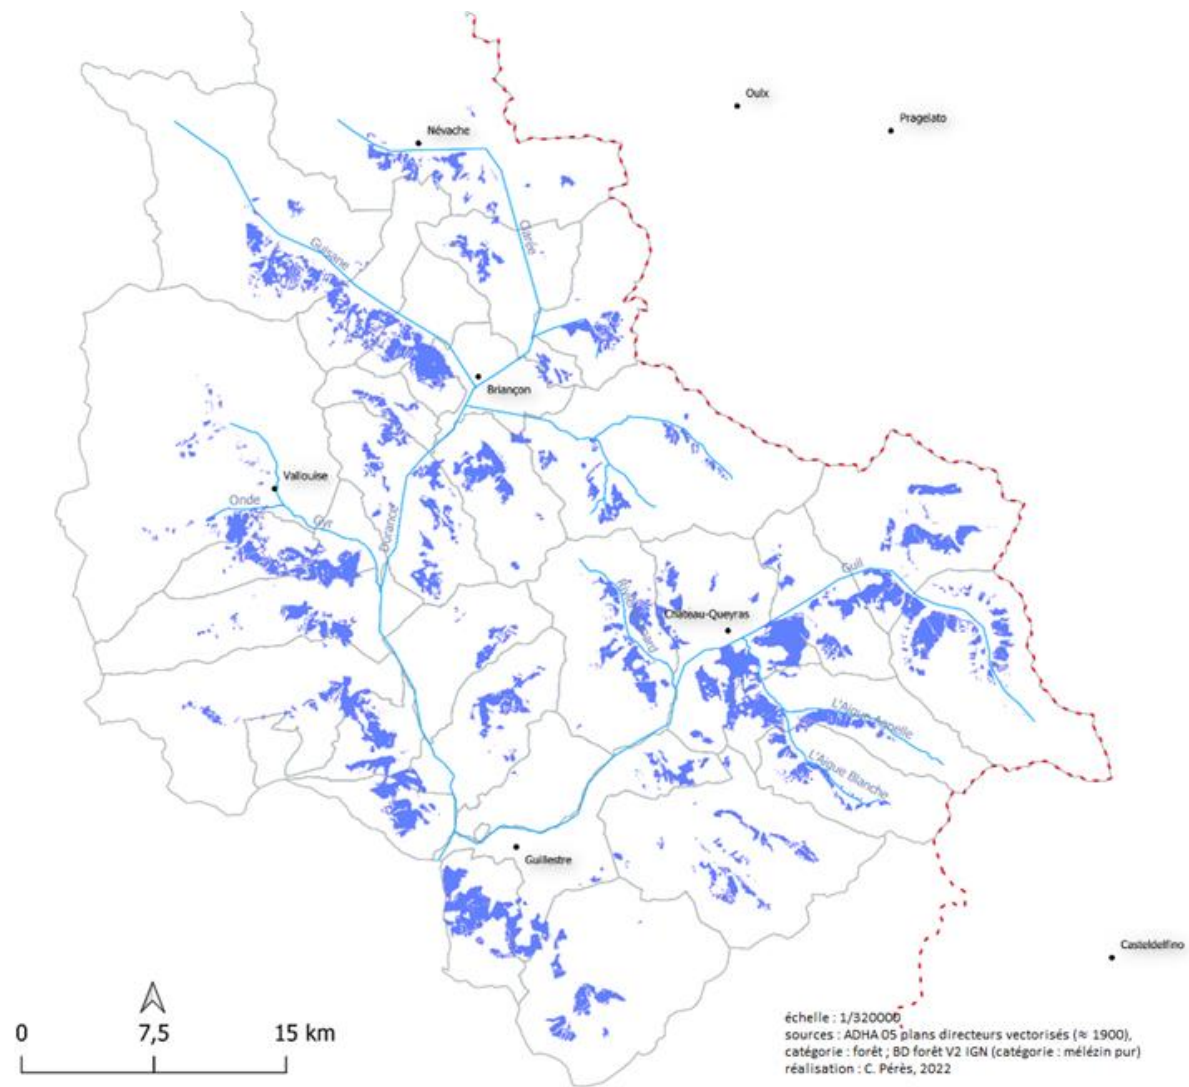 Oulx
Pragelato
Névache
Clarée
Guisane
Briançon
Vallouise
Onde
Gyr
Durance
Guil
Château-Queyras
L'Aigue Agnelle
L'Aigue Blanche
Guillestre
Casteldelfino
0 7,5 15 km
échelle : 1/320000
sources : ADHA 05 plans directeurs vectorisés (≈ 1900),
catégorie : forêt ; BD forêt V2 IGN (catégorie : mélézin pur)
réalisation : C. Pérès, 2022